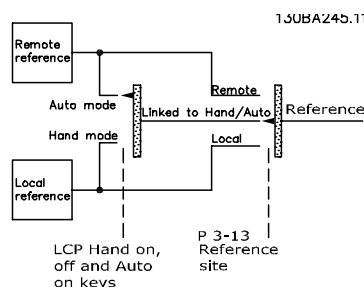 130BA245.11
Remote
reference
Remote
Auto mode
Linked to Hand/Auto
Reference
Hand mode
Local
Local
reference
LCP Hand on,
off and Auto
on keys
P 3-13
Reference
site